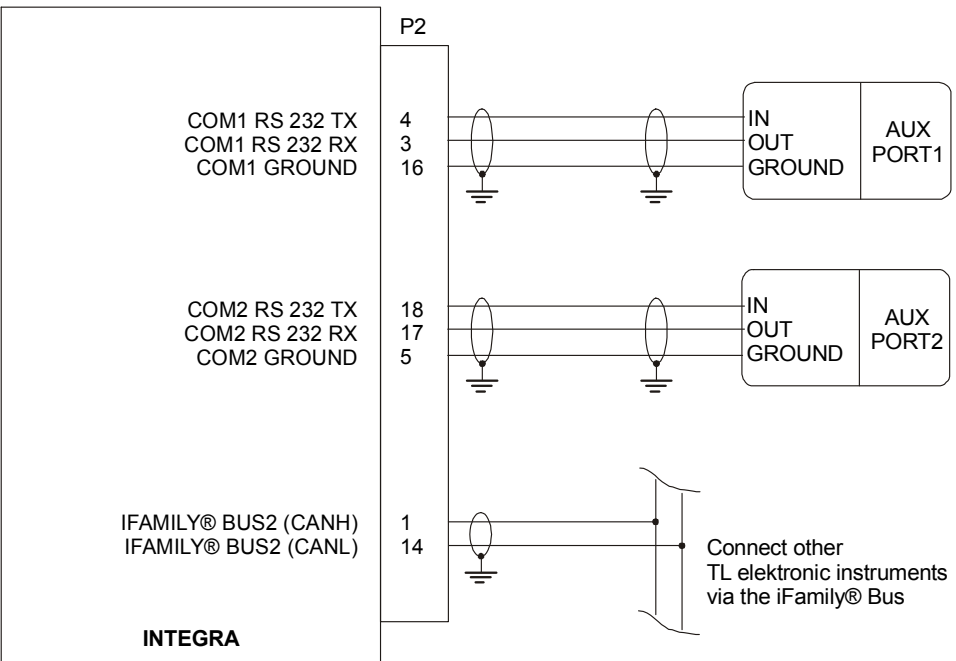 P2
COM1 RS 232 TX 4 IN
COM1 RS 232 RX 3 OUT
COM1 GROUND 16 GROUND
AUX
PORT1
COM2 RS 232 TX 18 IN
COM2 RS 232 RX 17 OUT
COM2 GROUND 5 GROUND
AUX
PORT2
IFAMILY® BUS2 (CANH) 1
IFAMILY® BUS2 (CANL) 14
Connect other
TL elektronic instruments
via the iFamily® Bus
INTEGRA